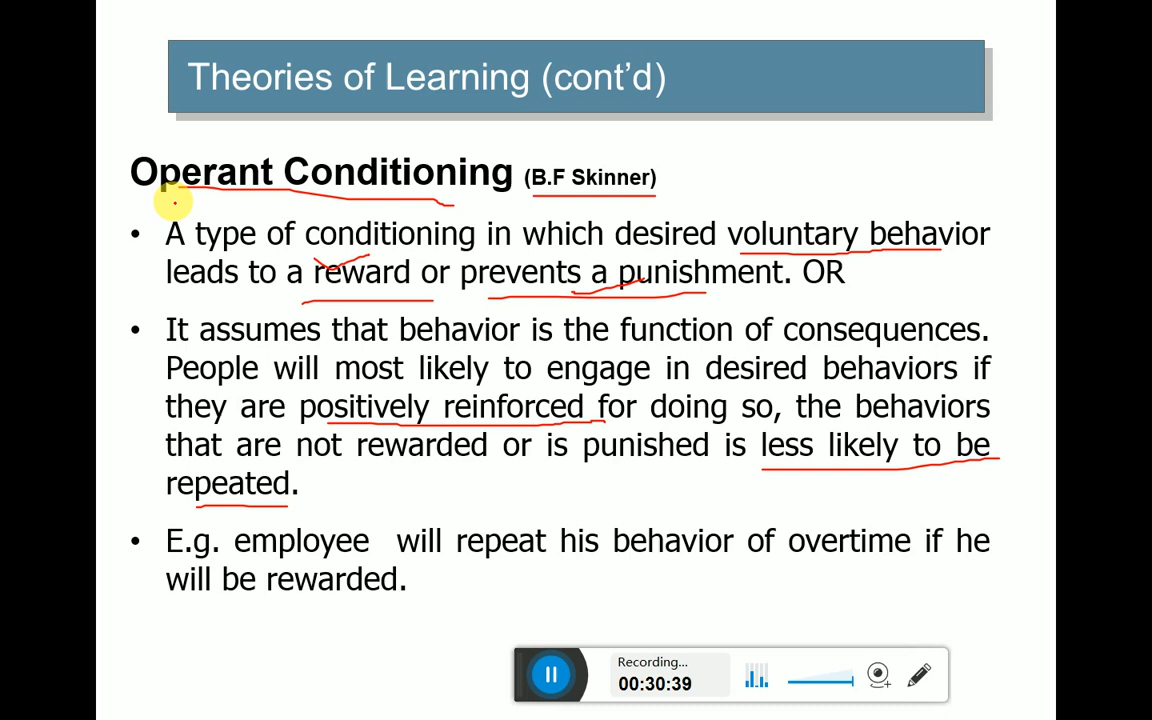 Theories of Learning (cont’d)
Operant Conditioning (B.F Skinner)
• A type of conditioning in which desired voluntary behavior
leads to a reward or prevents a punishment. OR
• It assumes that behavior is the function of consequences.
People will most likely to engage in desired behaviors if
they are positively reinforced for doing so, the behaviors
that are not rewarded or is punished is less likely to be
repeated.
• E.g. employee will repeat his behavior of overtime if he
will be rewarded.
Recording...
00:30:39